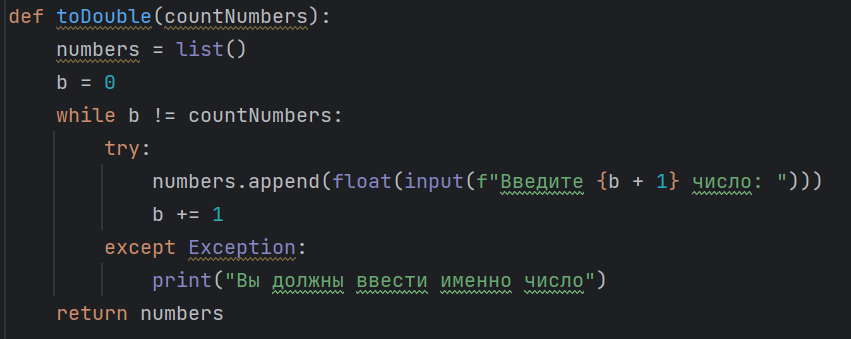 def toDouble(countNumbers):
    numbers = list()
    b = 0
    while b != countNumbers:
        try:
            numbers.append(float(input(f"Введите {b + 1} число: ")))
            b += 1
        except Exception:
            print("Вы должны ввести именно число")
    return numbers